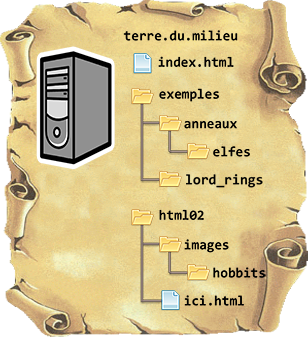 terre.du.milieu
index.html
exemples
anneaux
elfes
lord_rings
html02
images
hobbits
ici.html